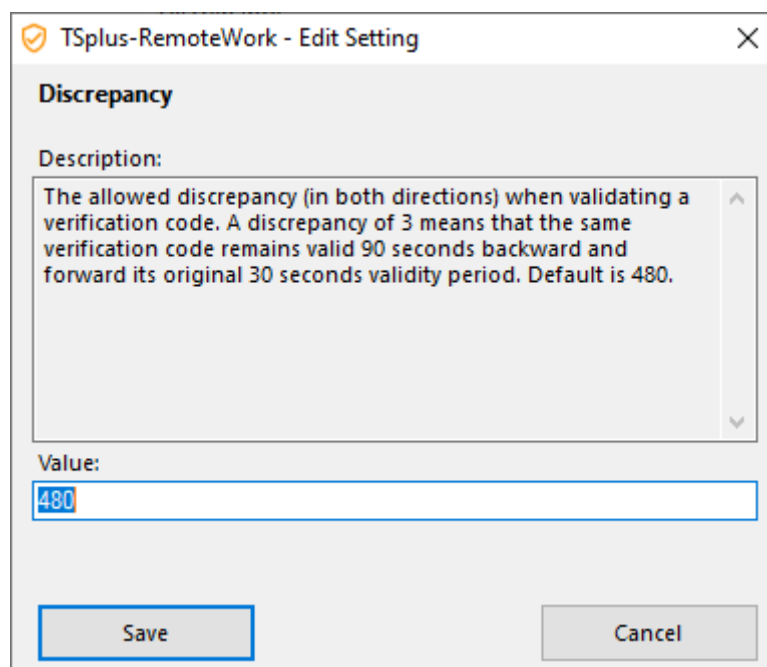 TSplus-RemoteWork - Edit Setting
Discrepancy
Description:
The allowed discrepancy (in both directions) when validating a
verification code. A discrepancy of 3 means that the same
verification code remains valid 90 seconds backward and
forward its original 30 seconds validity period. Default is 480.
Value:
480
Save Cancel